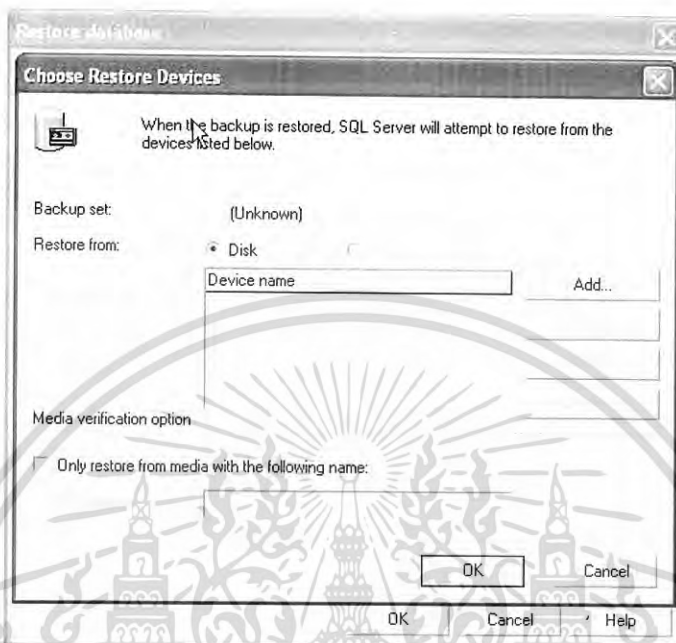 Restore database
Choose Restore Devices
When the backup is restored, SQL Server will attempt to restore from the
devices listed below.
Backup set:
(Unknown)
Restore from:
Disk
Device name
Add...
Media verification option
Only restore from media with the following name:
OK
Cancel
OK
Cancel
Help